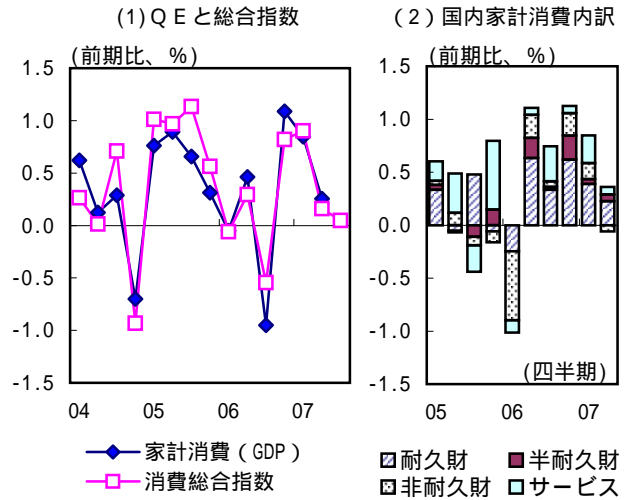 (1)ＱＥと総合指数
(前期比、％)
1.5
1.0
0.5
0.0
-0.5
-1.0
-1.5
04 05 06 07
家計消費（GDP）
消費総合指数
（２）国内家計消費内訳
(前期比、％)
1.5
1.0
0.5
0.0
-0.5
-1.0
-1.5
(四半期)
05 06 07
耐久財 半耐久財
非耐久財 サービス